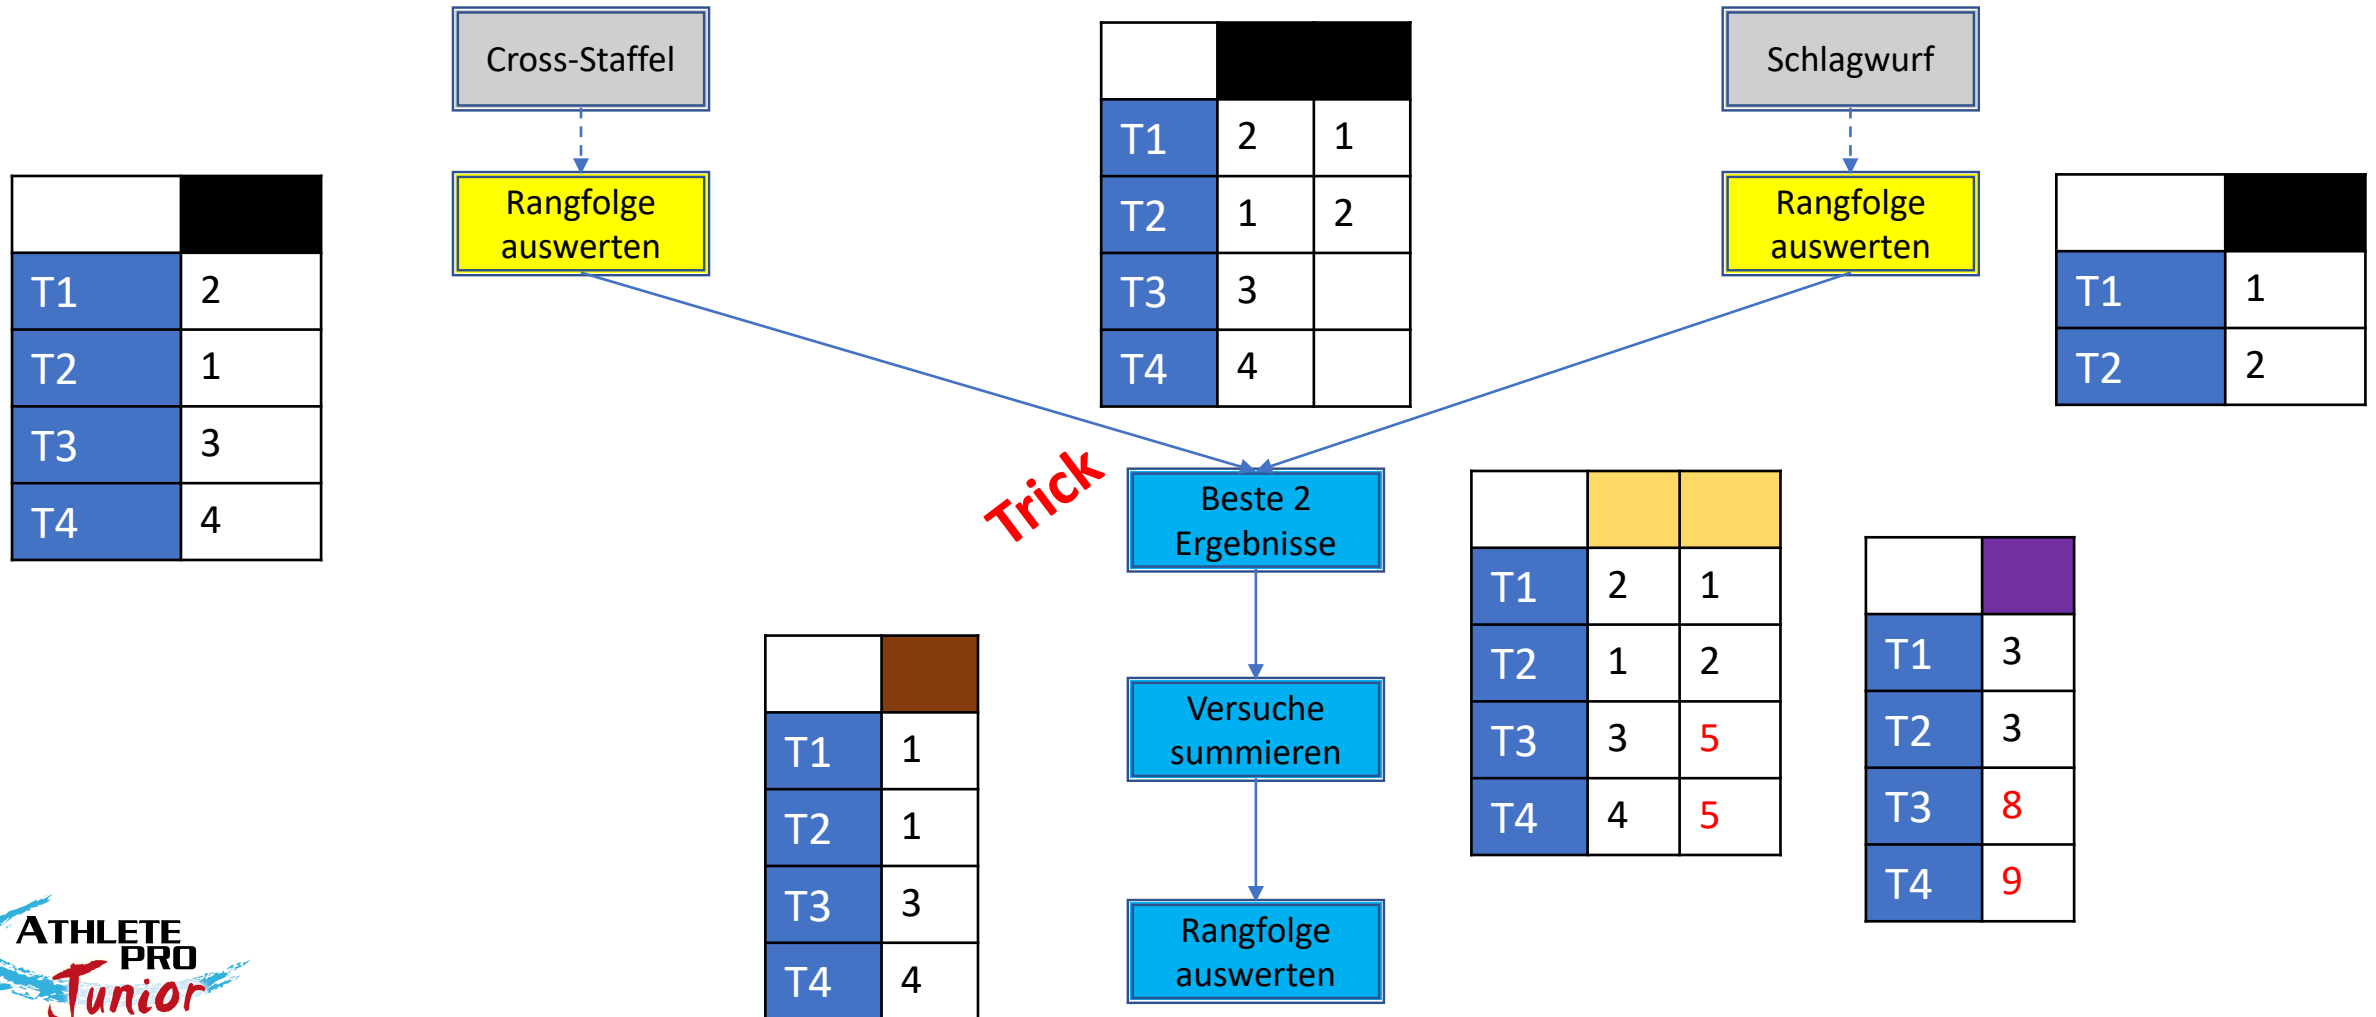 Cross-Staffel
Schlagwurf
Rangfolge
auswerten
Rangfolge
auswerten
T1 2
T2 1
T3 3
T4 4
T1 2 1
T2 1 2
T3 3
T4 4
T1 1
T2 2
Trick
Beste 2
Ergebnisse
Versuche
summieren
Rangfolge
auswerten
T1 2 1
T2 1 2
T3 3 5
T4 4 5
T1 3
T2 3
T3 8
T4 9
T1 1
T2 1
T3 3
T4 4
ATHLETE
PRO
Junior